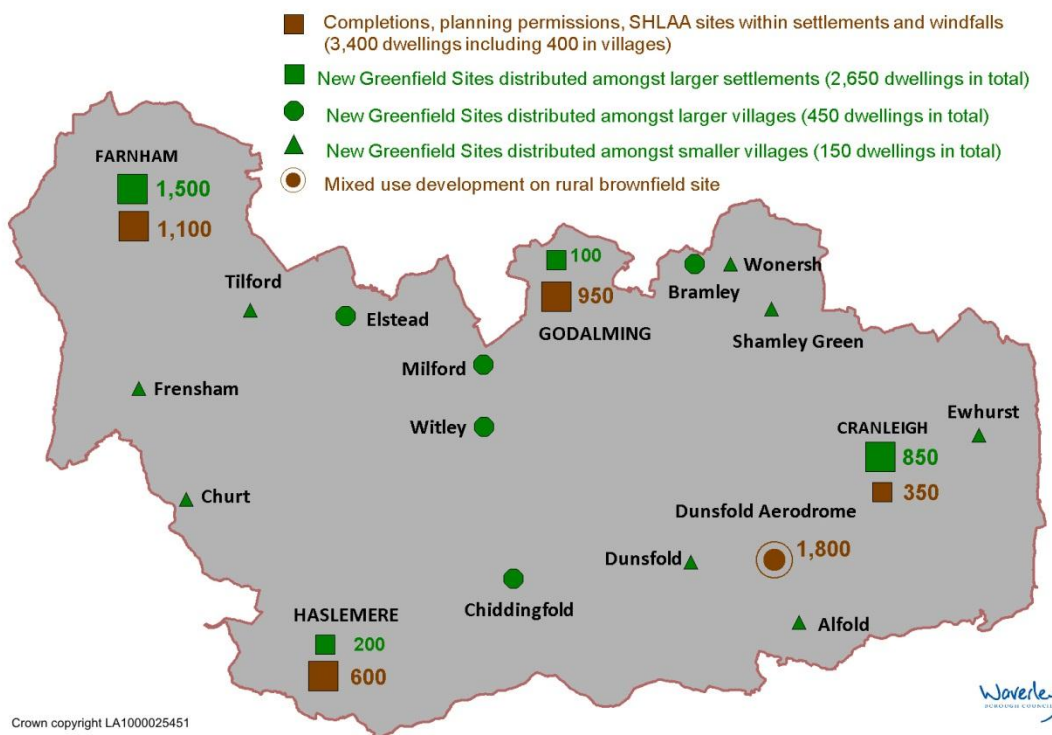 Completions, planning permissions, SHLAA sites within settlements and windfalls
(3,400 dwellings including 400 in villages)
New Greenfield Sites distributed amongst larger settlements (2,650 dwellings in total)
New Greenfield Sites distributed amongst larger villages (450 dwellings in total)
New Greenfield Sites distributed amongst smaller villages (150 dwellings in total)
Mixed use development on rural brownfield site
FARNHAM
1,500
1,100
Tilford
Elstead
Frensham
Churt
Milford
Witley
100
950
GODALMING
Bramley
Wonersh
Shamley Green
Ewhurst
CRANLEIGH
850
350
Dunsfold Aerodrome
1,800
Dunsfold
Alfold
Chiddingfold
HASLEMERE
200
600
Crown copyright LA1000025451
Waverley
BOROUGH COUNCIL